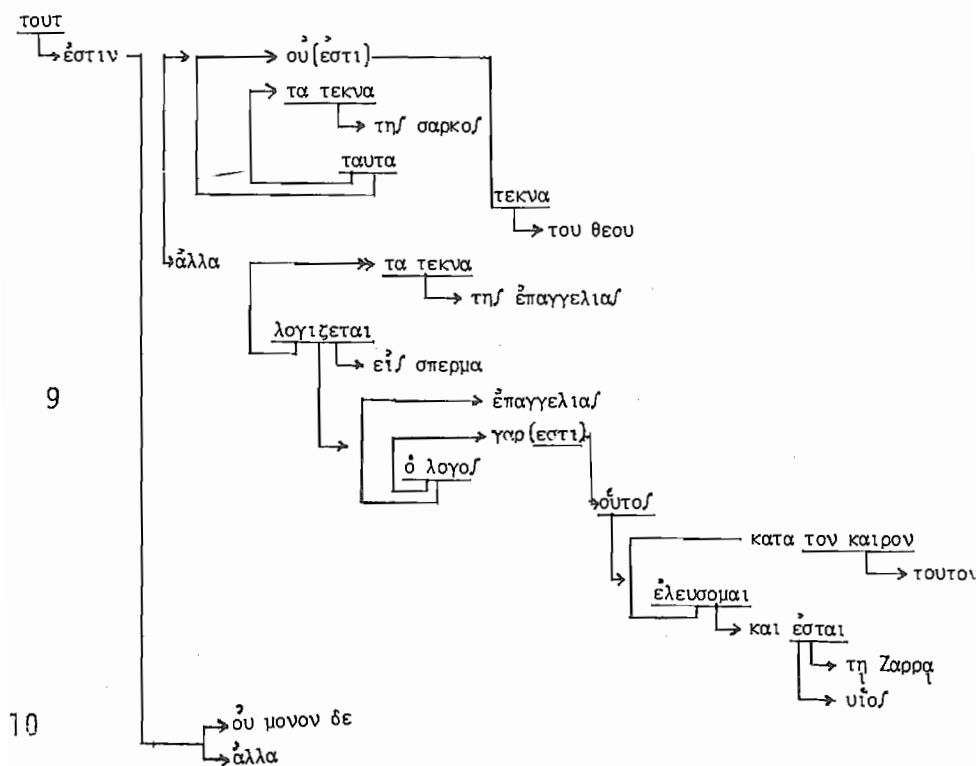 τουτ
ἐστιν
οὐ(ἐστι)
τα τεκνα
της σαρκος
ταυτα
τεκνα
του θεου
ἀλλα
τα τεκνα
της ἐπαγγελιας
λογιζεται
εἰς σπερμα
9
ἐπαγγελιας
γαρ(εστι)
ὁ λογος
οὑτος
κατα τον καιρον
τουτον
ἐλευσομαι
και ἐσται
τῃ Ζαρρᾳ
υἱος
10
οὐ μονον δε
ἀλλα